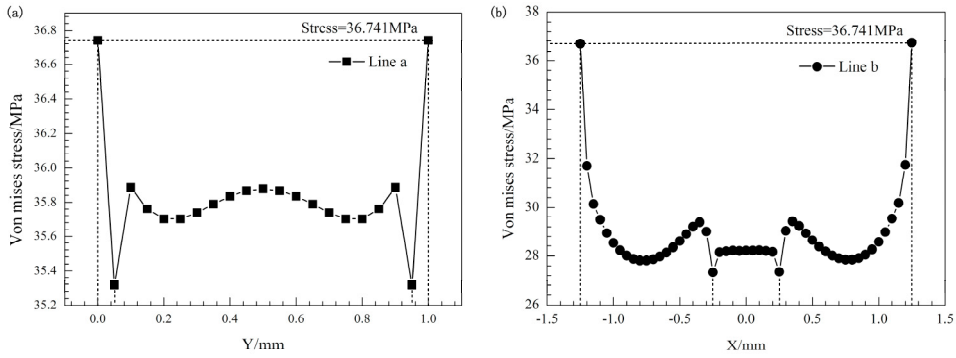 (a)
Stress=36.741MPa
Line a
Von mises stress/MPa
36.8
36.6
36.4
36.2
36.0
35.8
35.6
35.4
35.2
0.0 0.2 0.4 0.6 0.8 1.0
Y/mm
(b)
Stress=36.741MPa
Line b
Von mises stress/MPa
38
36
34
32
30
28
26
-1.5 -1.0 -0.5 0.0 0.5 1.0 1.5
X/mm